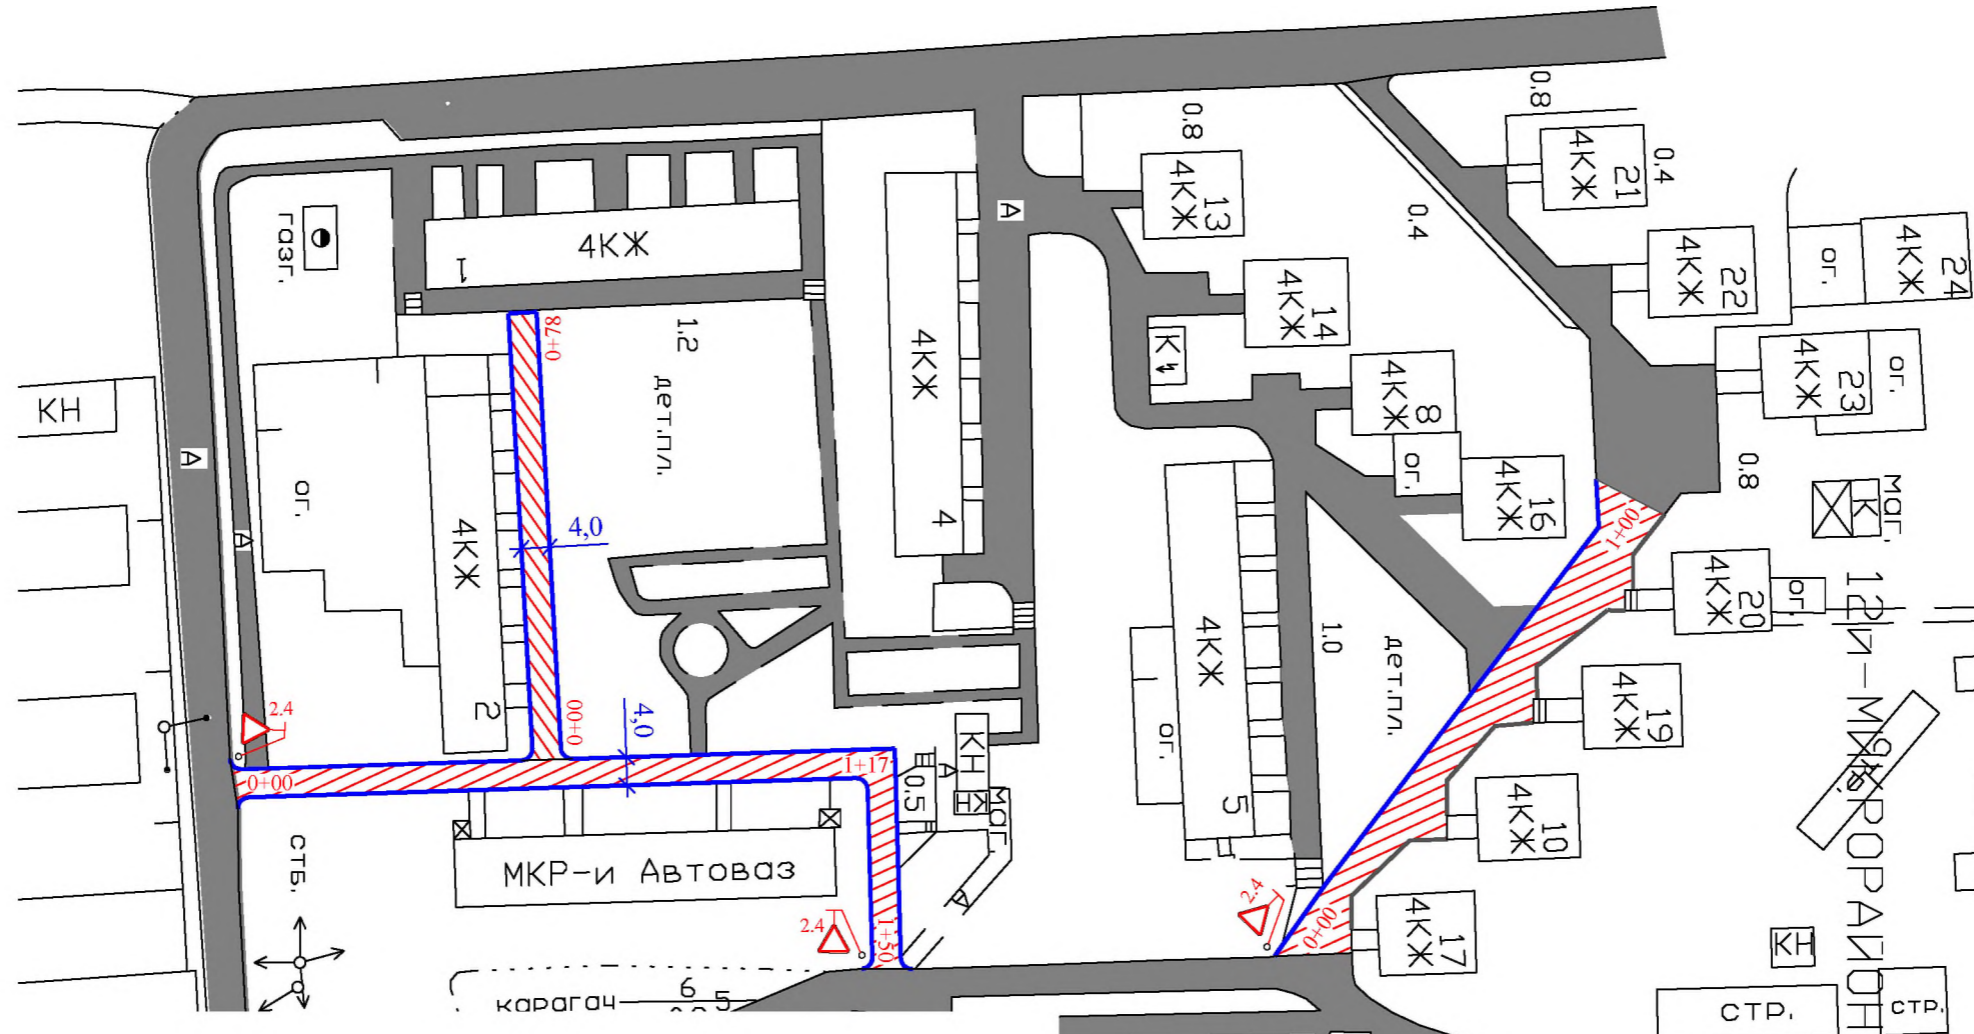 0.8
0.8
4КЖ
21
0.4
4КЖ
13
A
газг.
4КЖ
1
0.4
4КЖ
22
ог.
4КЖ
24
4КЖ
14
К
1.2
0+78
дет.пл.
4КЖ
4
4КЖ
8
ог.
4КЖ
23
ог.
КН
A
4КЖ
16
0.8
маг.
К
1+00
ог.
A
4,0
4КЖ
2
4КЖ
20
ог.
12й-МИКРОРАЙОН
4КЖ
5
1.0
дет.пл.
ог.
4КЖ
19
0+00
4,0
2.4
0+00
1+17
0.5
A
КН
КН
маг.
4КЖ
10
МКР-и Автоваз
стб.
2.4
1+50
A
2.4
0+00
4КЖ
17
КН
карагач
6
5
СТР.
СТР.